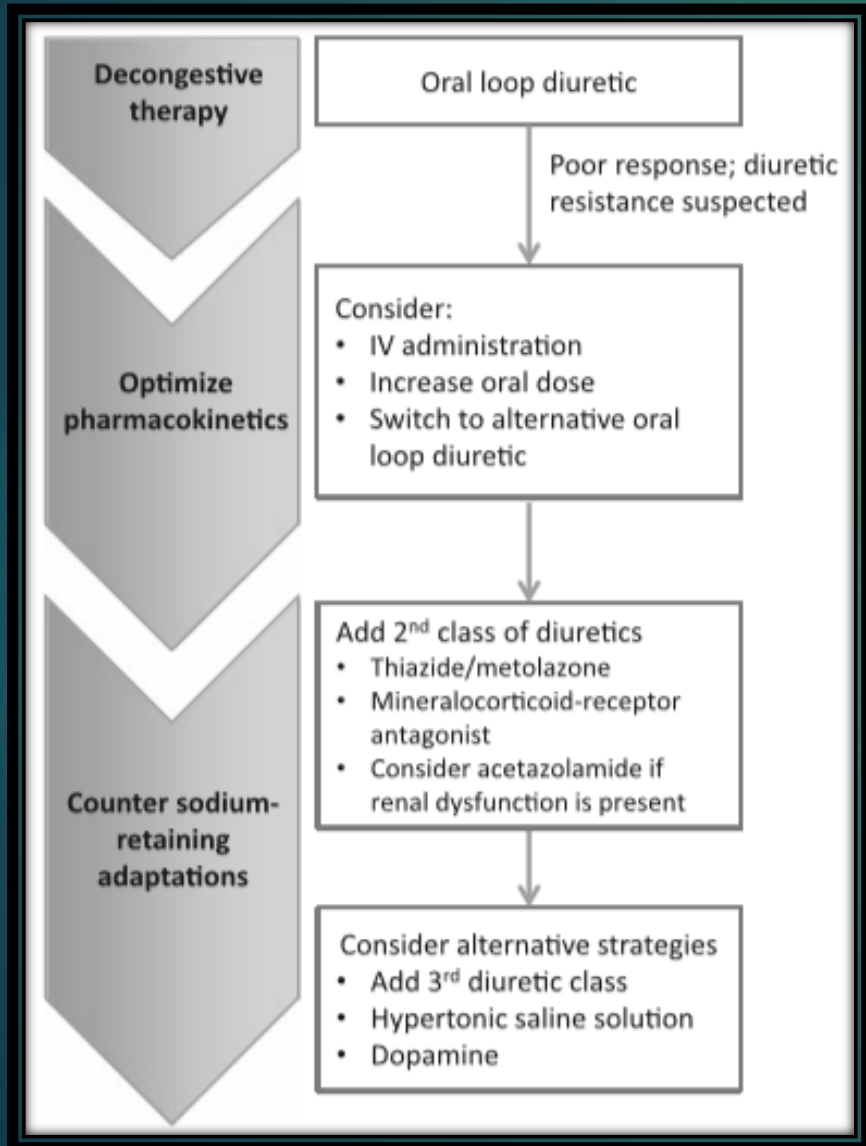 Decongestive
therapy
Oral loop diuretic
Poor response; diuretic
resistance suspected
Optimize
pharmacokinetics
Consider:
• IV administration
• Increase oral dose
• Switch to alternative oral
loop diuretic
Counter sodium-
retaining
adaptations
Add 2nd class of diuretics
• Thiazide/metolazone
• Mineralocorticoid-receptor
antagonist
• Consider acetazolamide if
renal dysfunction is present
Consider alternative strategies
• Add 3rd diuretic class
• Hypertonic saline solution
• Dopamine